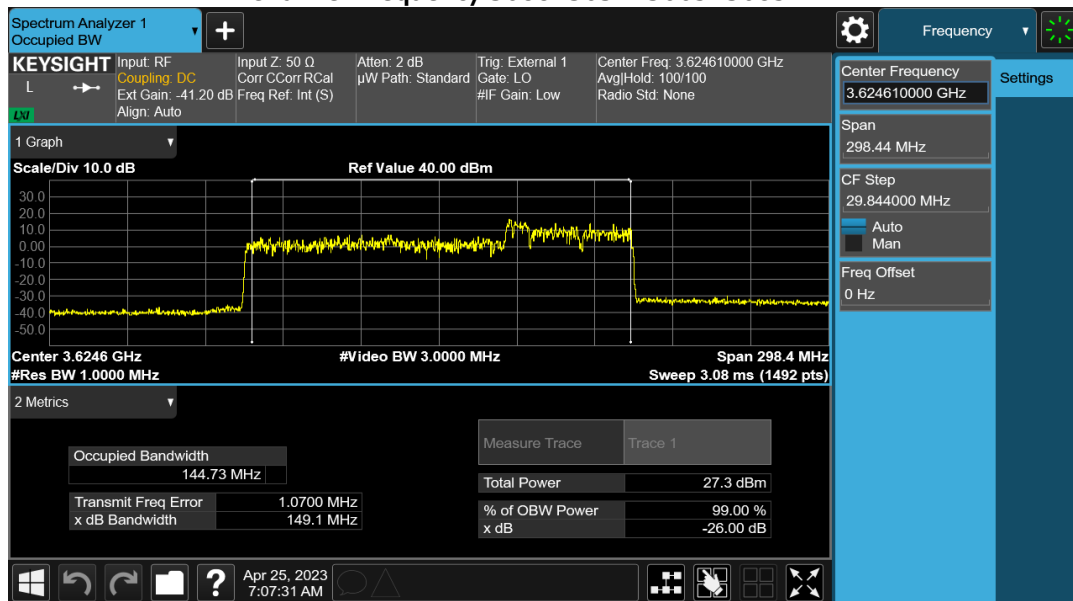 Spectrum Analyzer 1
Occupied BW
+
Frequency
KEYSIGHT
L
LXI
Input: RF
Coupling: DC
Ext Gain: -41.20 dB
Align: Auto
Input Z: 50 Ω
Corr CCorr RCal
Freq Ref: Int (S)
Atten: 2 dB
µW Path: Standard
Trig: External 1
Gate: LO
#IF Gain: Low
Center Freq: 3.624610000 GHz
Avg|Hold: 100/100
Radio Std: None
Center Frequency
3.624610000 GHz
Settings
Span
298.44 MHz
CF Step
29.844000 MHz
Auto
Man
Freq Offset
0 Hz
1 Graph
Scale/Div 10.0 dB
Ref Value 40.00 dBm
30.0
20.0
10.0
0.00
-10.0
-20.0
-30.0
-40.0
-50.0
Center 3.6246 GHz
#Video BW 3.0000 MHz
Span 298.4 MHz
#Res BW 1.0000 MHz
Sweep 3.08 ms (1492 pts)
2 Metrics
Occupied Bandwidth
144.73 MHz
Transmit Freq Error 1.0700 MHz
x dB Bandwidth 149.1 MHz
Measure Trace Trace 1
Total Power 27.3 dBm
% of OBW Power 99.00 %
x dB -26.00 dB
?
Apr 25, 2023
7:07:31 AM